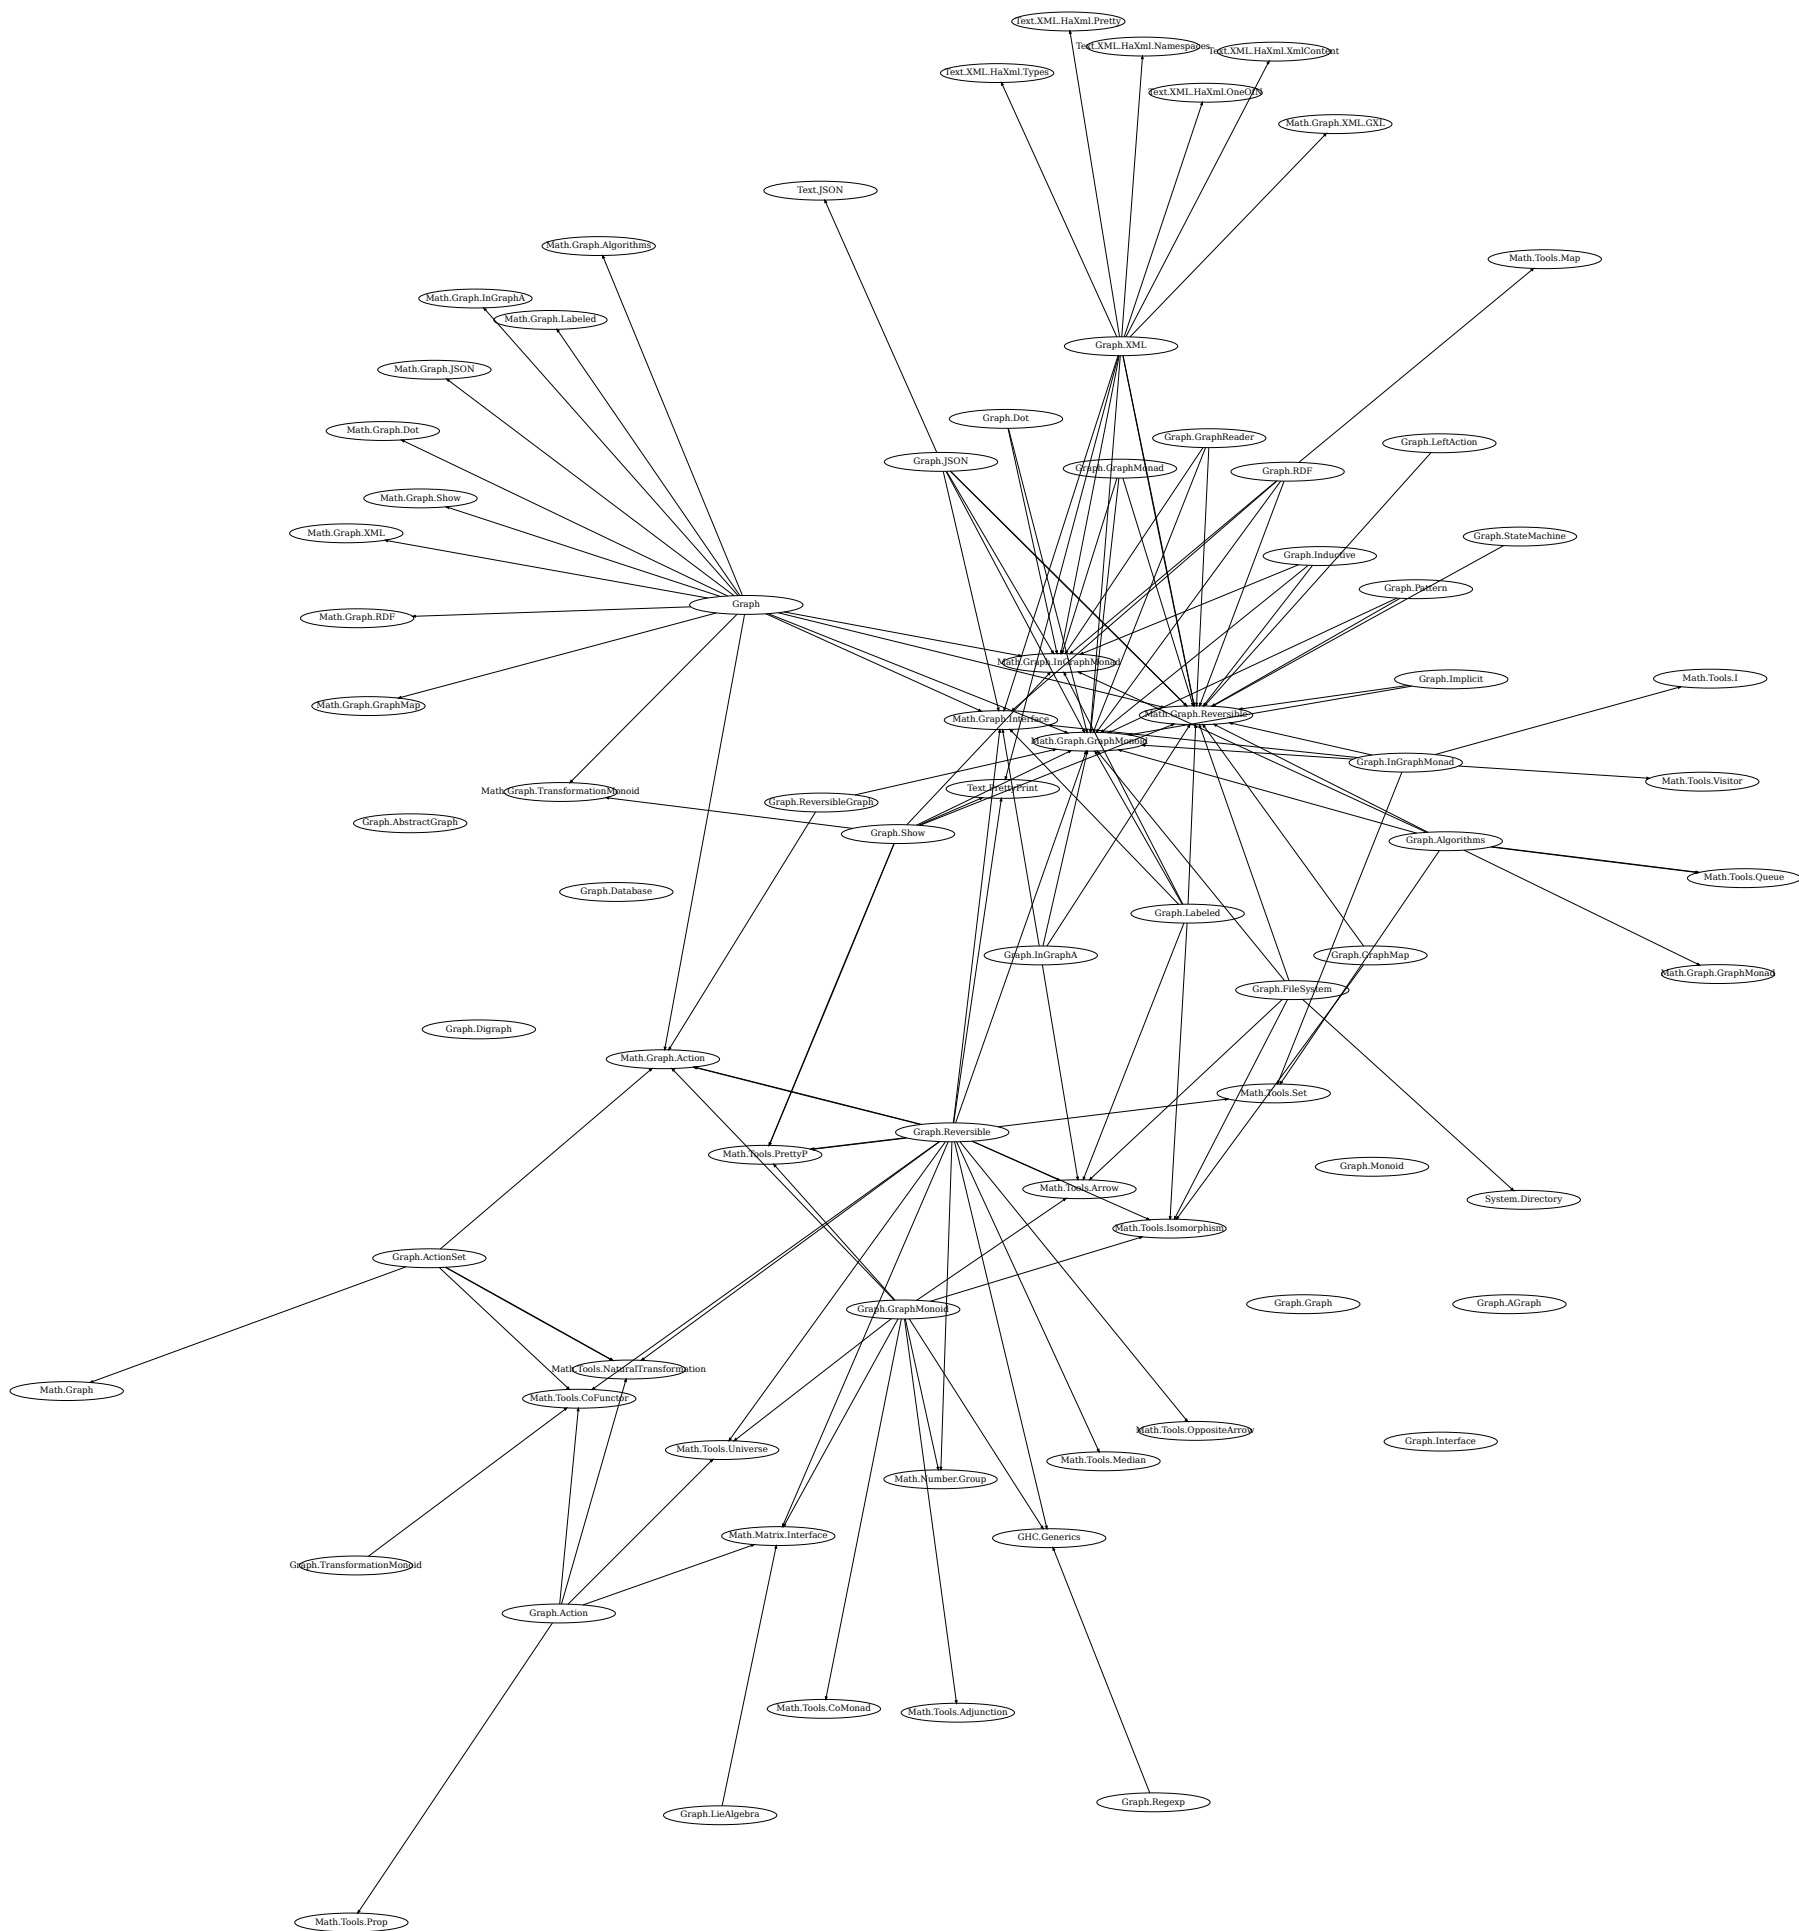 Text.XML.HaXml.Pretty
Text.XML.HaXml.Namespaces
Text.XML.HaXml.XmlContent
Text.XML.HaXml.Types
Text.XML.HaXml.OneOfN
Math.Graph.XML.GXL
Text.JSON
Math.Graph.Algorithms
Math.Tools.Map
Math.Graph.InGraphA
Math.Graph.Labeled
Graph.XML
Math.Graph.JSON
Graph.Dot
Math.Graph.Dot
Graph.GraphReader
Graph.LeftAction
Graph.JSON
Graph.GraphMonad
Graph.RDF
Math.Graph.Show
Math.Graph.XML
Graph.StateMachine
Graph.Inductive
Graph.Pattern
Graph
Math.Graph.RDF
Math.Graph.InGraphMonad
Graph.Implicit
Math.Tools.I
Math.Graph.GraphMap
Math.Graph.Interface
Math.Graph.Reversible
Math.Graph.GraphMonoid
Graph.InGraphMonad
Math.Tools.Visitor
Text.PrettyPrint
Math.Graph.TransformationMonoid
Graph.ReversibleGraph
Graph.AbstractGraph
Graph.Show
Graph.Algorithms
Math.Tools.Queue
Graph.Database
Graph.Labeled
Graph.InGraphA
Graph.GraphMap
Math.Graph.GraphMonad
Graph.FileSystem
Graph.Digraph
Math.Graph.Action
Math.Tools.Set
Graph.Reversible
Math.Tools.PrettyP
Graph.Monoid
Math.Tools.Arrow
System.Directory
Math.Tools.Isomorphism
Graph.ActionSet
Graph.Graph
Graph.AGraph
Graph.GraphMonoid
Math.Tools.NaturalTransformation
Math.Graph
Math.Tools.CoFunctor
Math.Tools.OppositeArrow
Graph.Interface
Math.Tools.Universe
Math.Tools.Median
Math.Number.Group
Math.Matrix.Interface
GHC.Generics
Graph.TransformationMonoid
Graph.Action
Math.Tools.CoMonad
Math.Tools.Adjunction
Graph.Regexp
Graph.LieAlgebra
Math.Tools.Prop